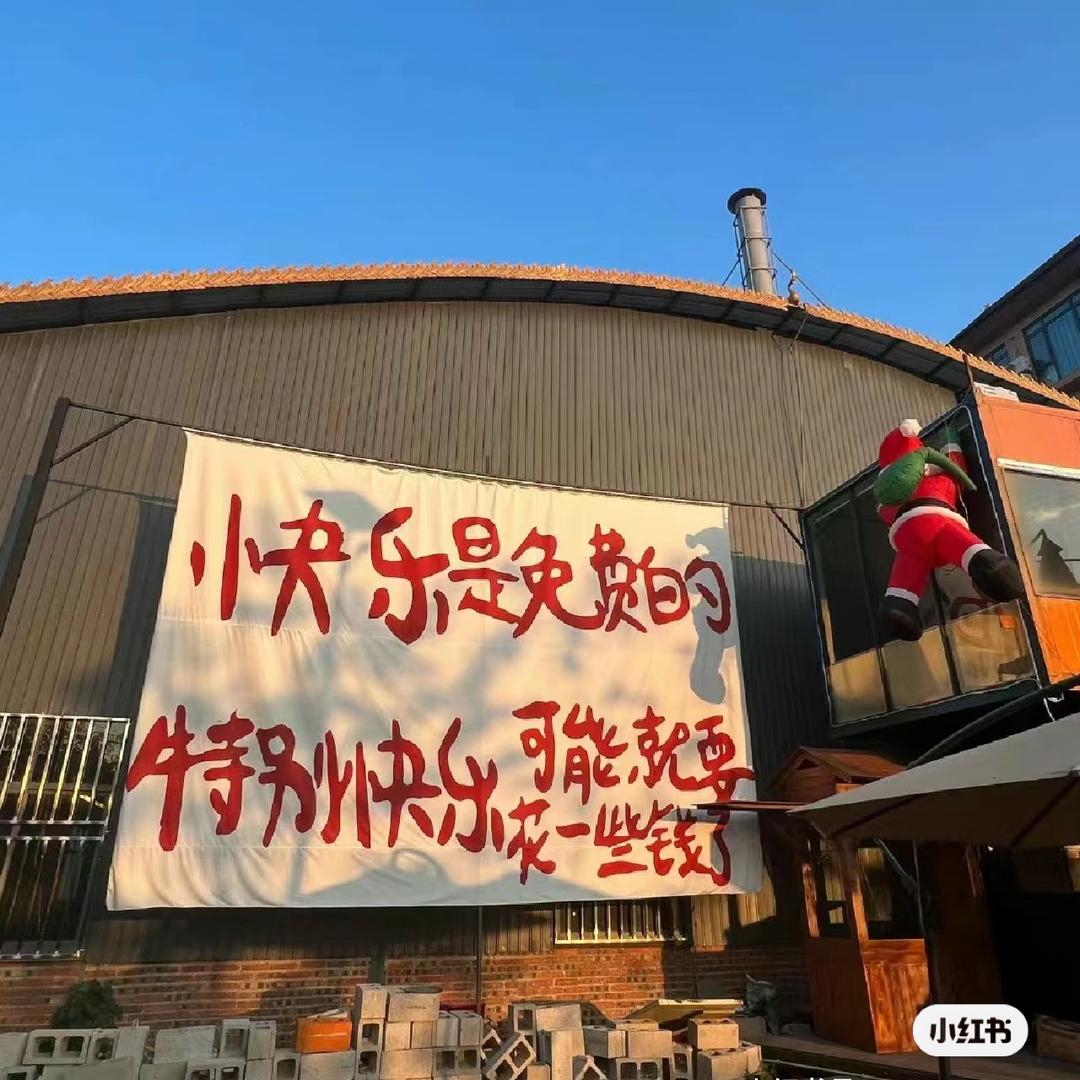 快乐是免费的
特别快乐可能就要
花一些钱了
小红书